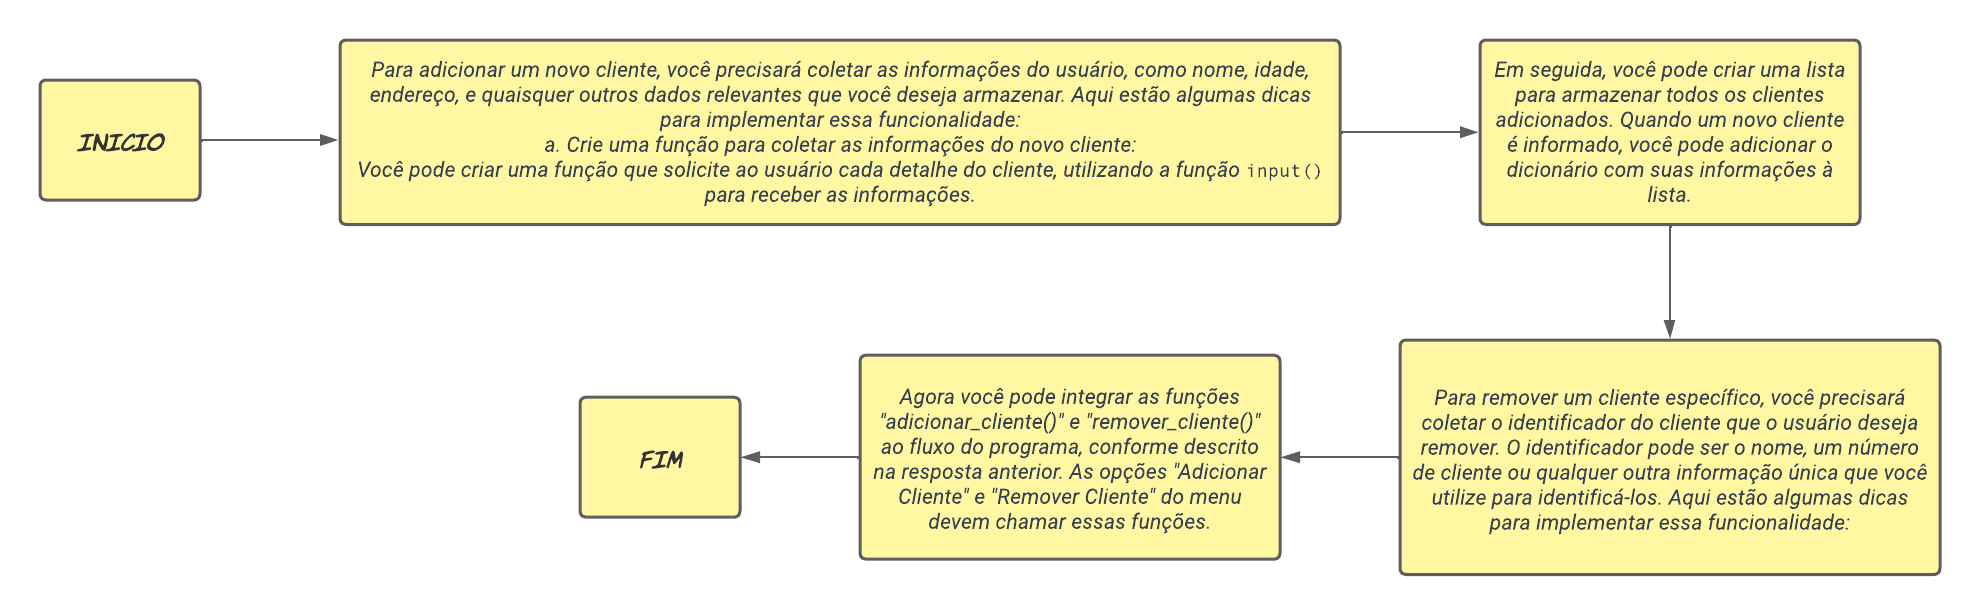 INICIO
Para adicionar um novo cliente, você precisará coletar as informações do usuário, como nome, idade,
endereço, e quaisquer outros dados relevantes que você deseja armazenar. Aqui estão algumas dicas
para implementar essa funcionalidade:
a. Crie uma função para coletar as informações do novo cliente:
Você pode criar uma função que solicite ao usuário cada detalhe do cliente, utilizando a função input()
para receber as informações.
Em seguida, você pode criar uma lista
para armazenar todos os clientes
adicionados. Quando um novo cliente
é informado, você pode adicionar o
dicionário com suas informações à
lista.
Para remover um cliente específico, você precisará
coletar o identificador do cliente que o usuário deseja
remover. O identificador pode ser o nome, um número
de cliente ou qualquer outra informação única que você
utilize para identificá-los. Aqui estão algumas dicas
para implementar essa funcionalidade:
Agora você pode integrar as funções
"adicionar_cliente()" e "remover_cliente()"
ao fluxo do programa, conforme descrito
na resposta anterior. As opções "Adicionar
Cliente" e "Remover Cliente" do menu
devem chamar essas funções.
FIM